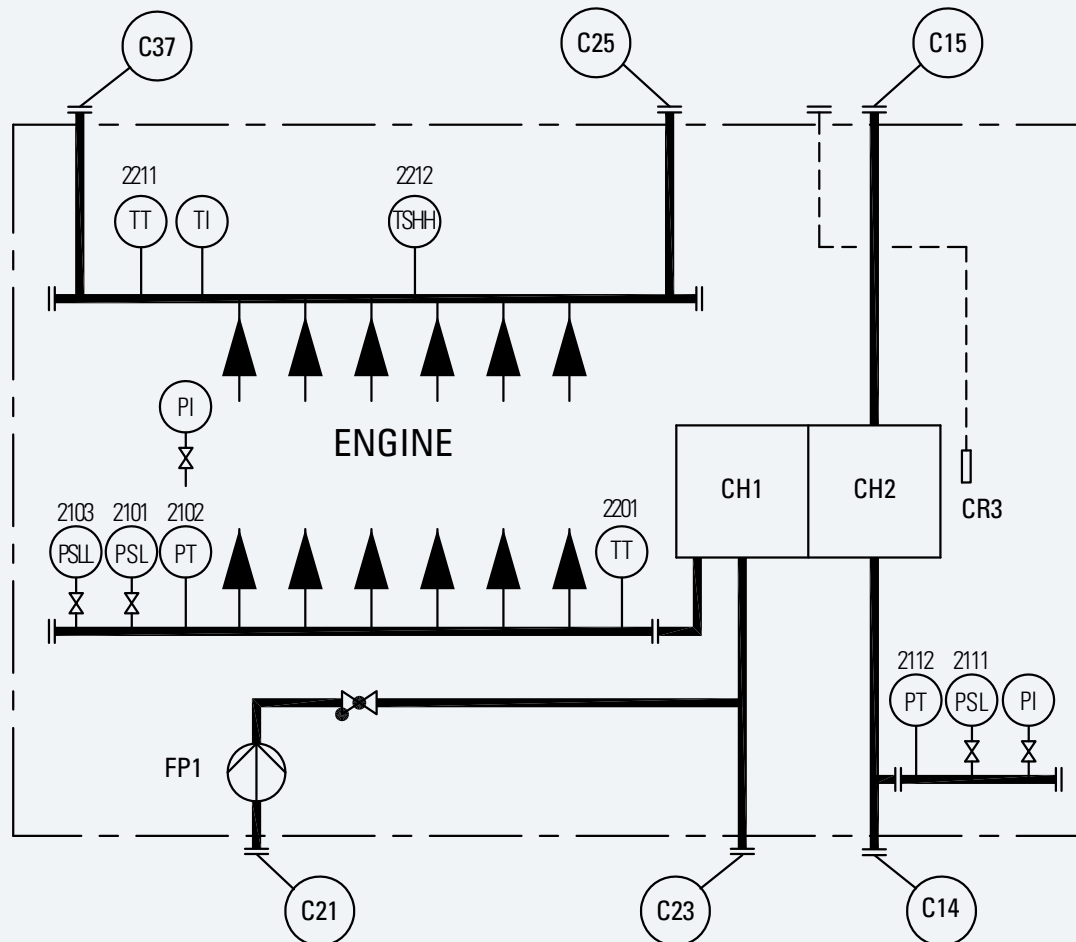 C37
C25
C15
2211
2212
TT
TI
TSHH
PI
ENGINE
CH1
CH2
CR3
2103
2101
2102
2201
PSLL
PSL
PT
TT
2112
2111
PT
PSL
PI
FP1
C21
C23
C14